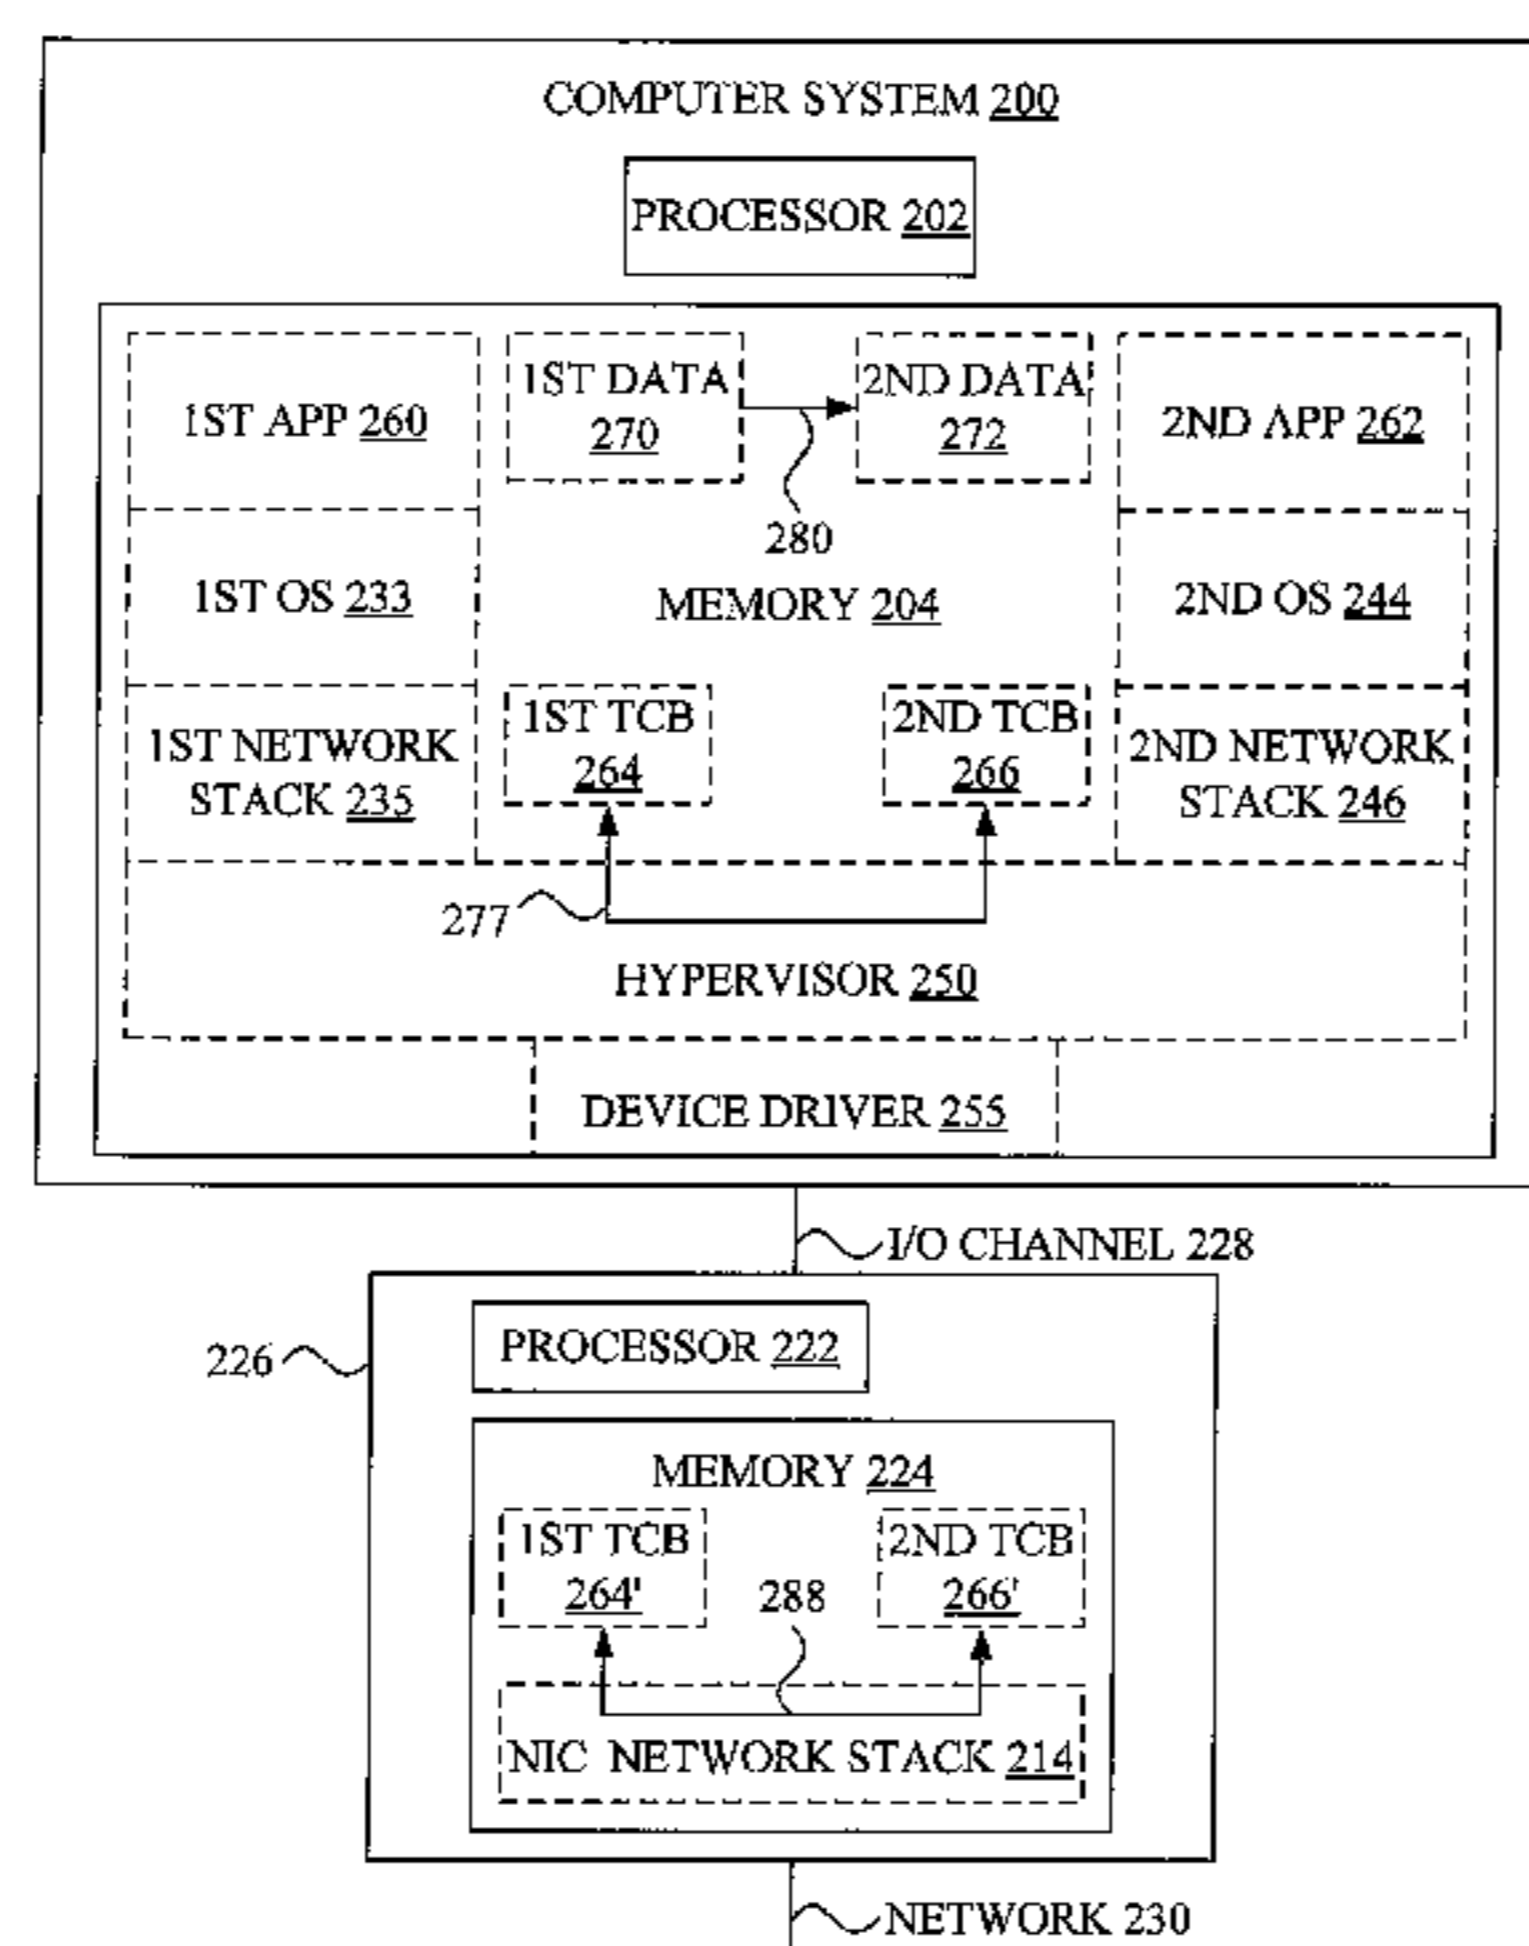 COMPUTER SYSTEM 200
PROCESSOR 202
1ST APP 260
1ST DATA
270
2ND DATA
272
2ND APP 262
280
1ST OS 233
MEMORY 204
2ND OS 244
1ST NETWORK
STACK 235
1ST TCB
264
2ND TCB
266
2ND NETWORK
STACK 246
277
HYPERVISOR 250
DEVICE DRIVER 255
I/O CHANNEL 228
226
PROCESSOR 222
MEMORY 224
1ST TCB
264'
288
2ND TCB
266'
NIC NETWORK STACK 214
NETWORK 230